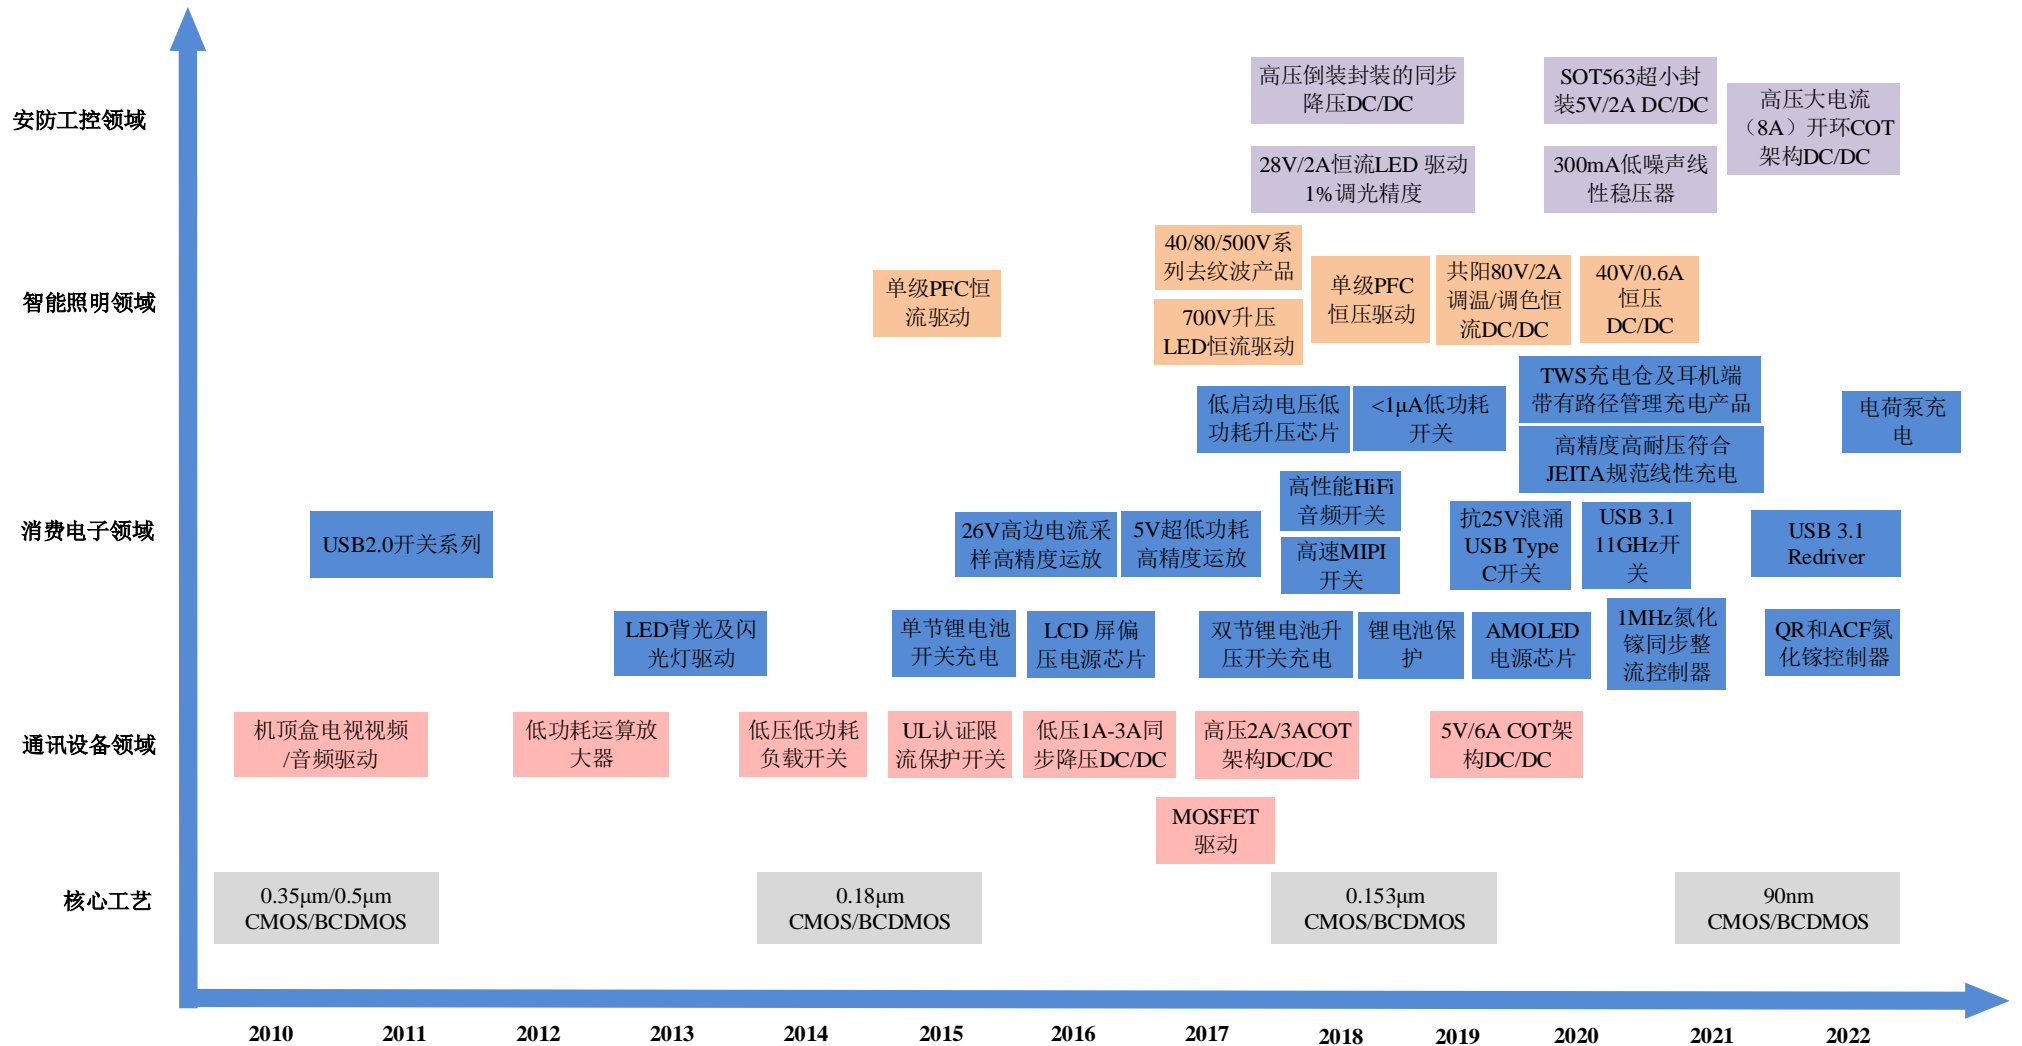 安防工控领域
高压倒装封装的同步
降压DC/DC
SOT563超小封
装5V/2A DC/DC
高压大电流
（8A）开环COT
架构DC/DC
28V/2A恒流LED 驱动
1%调光精度
300mA低噪声线
性稳压器
智能照明领域
单级PFC恒
流驱动
40/80/500V系
列去纹波产品
700V升压
LED恒流驱动
单级PFC
恒压驱动
共阳80V/2A
调温/调色恒
流DC/DC
40V/0.6A
恒压
DC/DC
消费电子领域
低启动电压低
功耗升压芯片
<1μA低功耗
开关
TWS充电仓及耳机端
带有路径管理充电产品
高精度高耐压符合
JEITA规范线性充电
电荷泵充
电
USB2.0开关系列
26V高边电流采
样高精度运放
5V超低功耗
高精度运放
高性能HiFi
音频开关
高速MIPI
开关
抗25V浪涌
USB Type
C开关
USB 3.1
11GHz开
关
USB 3.1
Redriver
LED背光及闪
光灯驱动
单节锂电池
开关充电
LCD 屏偏
压电源芯片
双节锂电池升
压开关充电
锂电池保
护
AMOLED
电源芯片
1MHz氮化
镓同步整
流控制器
QR和ACF氮
化镓控制器
通讯设备领域
机顶盒电视视频
/音频驱动
低功耗运算放
大器
低压低功耗
负载开关
UL认证限
流保护开关
低压1A-3A同
步降压DC/DC
高压2A/3ACOT
架构DC/DC
5V/6A COT架
构DC/DC
MOSFET
驱动
核心工艺
0.35μm/0.5μm
CMOS/BCDMOS
0.18μm
CMOS/BCDMOS
0.153μm
CMOS/BCDMOS
90nm
CMOS/BCDMOS
2010 2011 2012 2013 2014 2015 2016 2017 2018 2019 2020 2021 2022